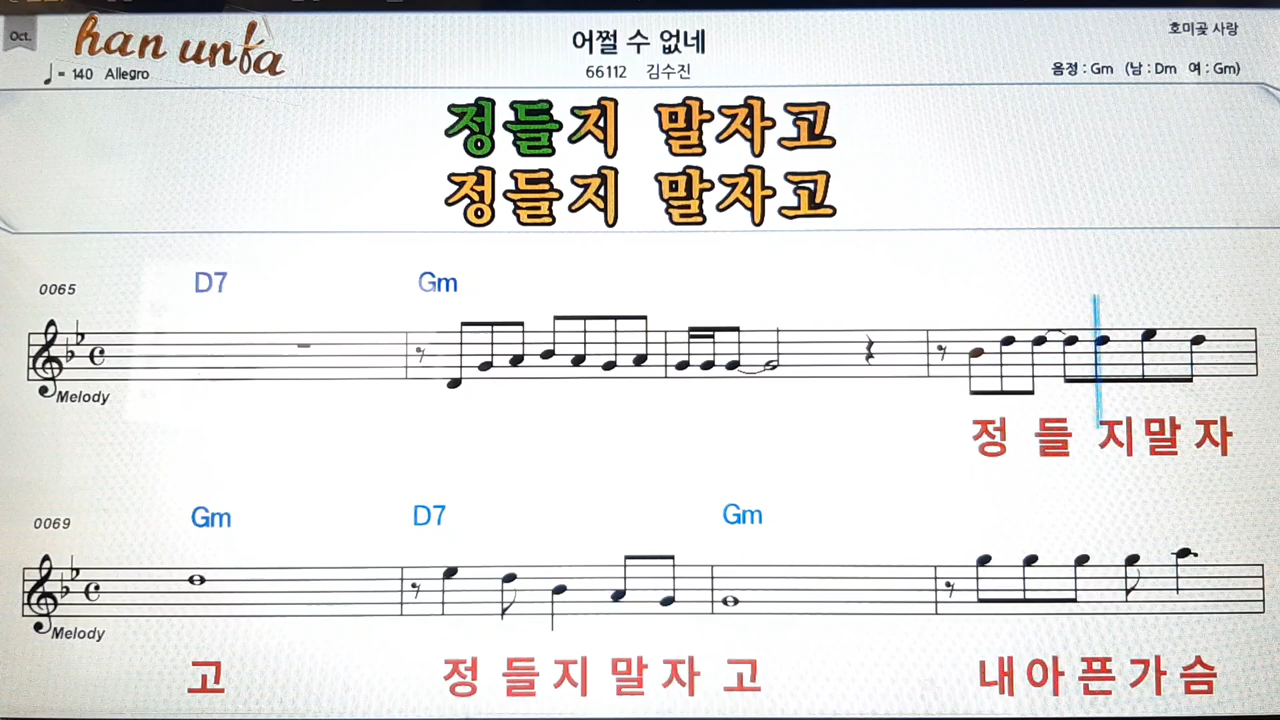 Oct.
han unfa
어쩔 수 없네
호미곶 사랑
= 140 Allegro
66112 김수진
음정 : Gm (남 : Dm 여 : Gm)
정들지 말자고
정들지 말자고
0065
D7 Gm
Melody
정 들 지 말 자
0069
Gm D7 Gm
Melody
고 정 들 지 말 자 고 내 아 픈 가 슴